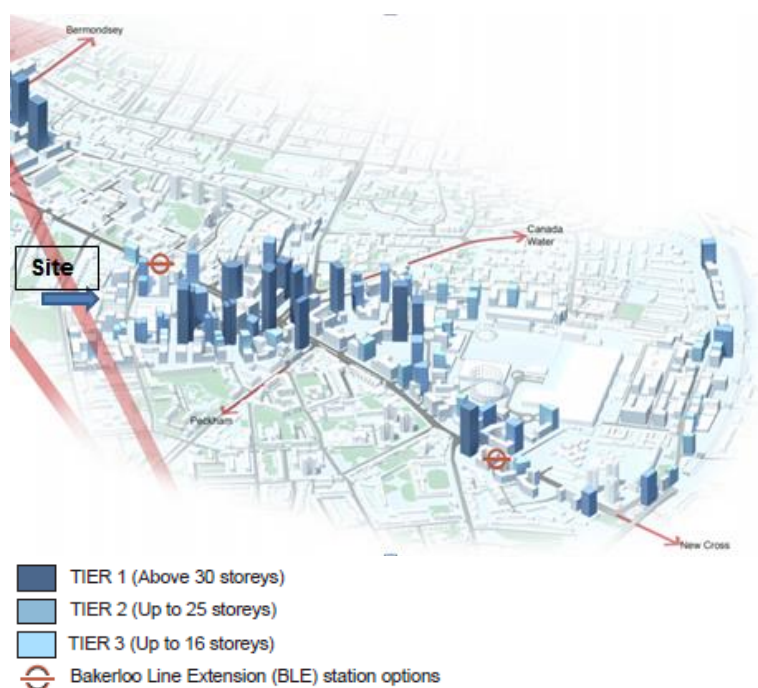 Bermondsey
Canada
Water
Site
Peckham
New Cross
TIER 1 (Above 30 storeys)
TIER 2 (Up to 25 storeys)
TIER 3 (Up to 16 storeys)
Bakerloo Line Extension (BLE) station options